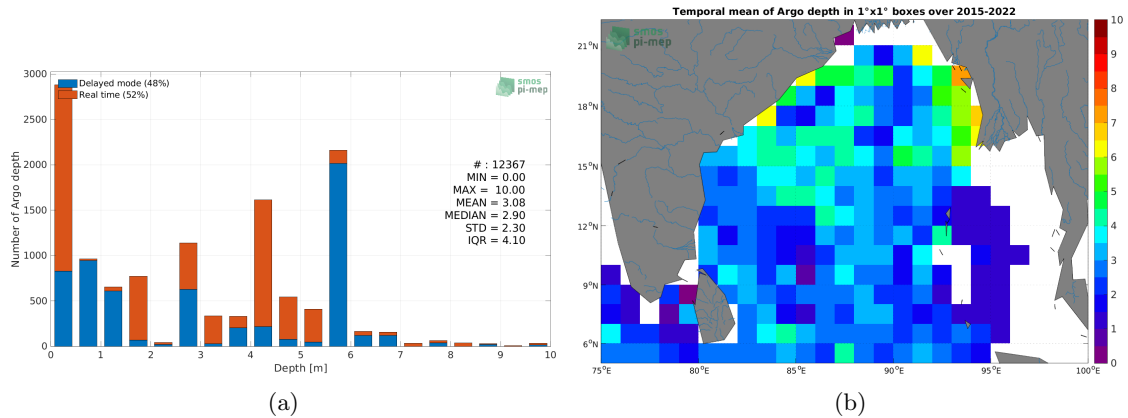 3000
2500
2000
1500
1000
500
0
Number of Argo depth
Delayed mode (48%)
Real time (52%)
smos
pi-mep
# : 12367
MIN = 0.00
MAX = 10.00
MEAN = 3.08
MEDIAN = 2.90
STD = 2.30
IQR = 4.10
0 1 2 3 4 5 6 7 8 9 10
Depth [m]
(a)
Temporal mean of Argo depth in 1°x1° boxes over 2015-2022
smos
pi-mep
21°N
18°N
15°N
12°N
9°N
6°N
75°E 80°E 85°E 90°E 95°E 100°E
10
9
8
7
6
5
4
3
2
1
0
(b)